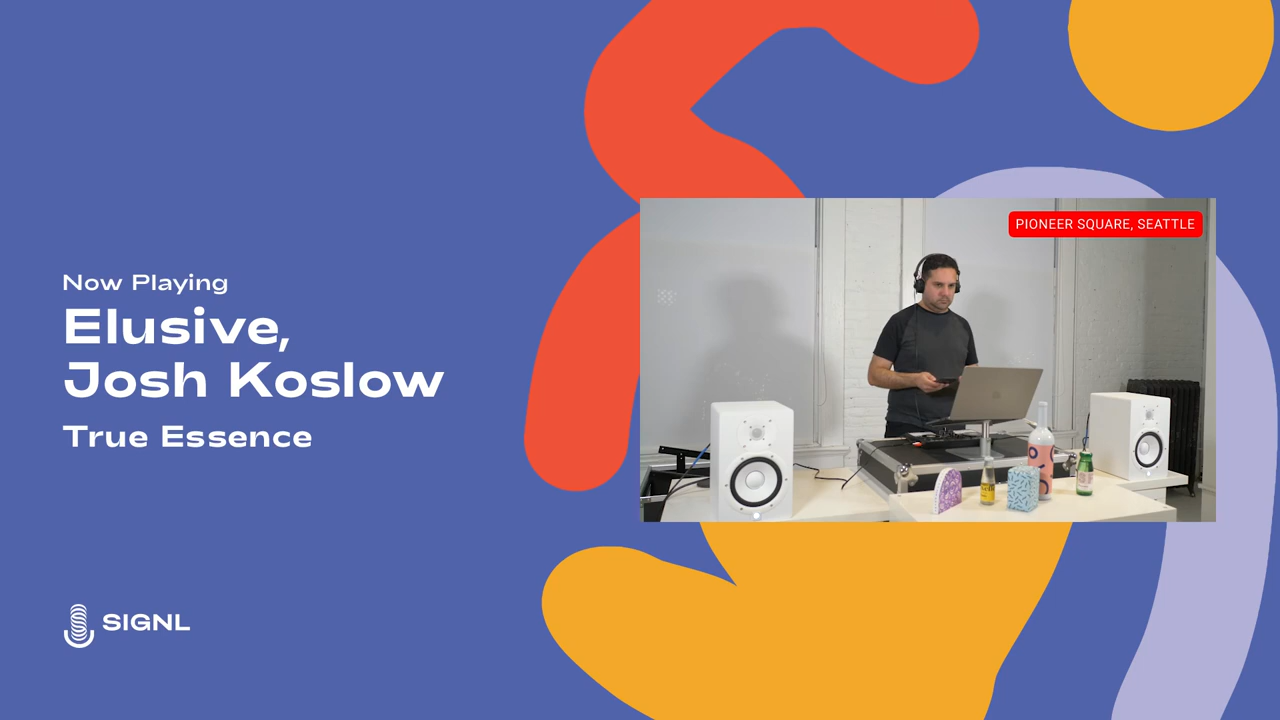 PIONEER SQUARE, SEATTLE
Now Playing
Elusive,
Josh Koslow
True Essence
SIGNL